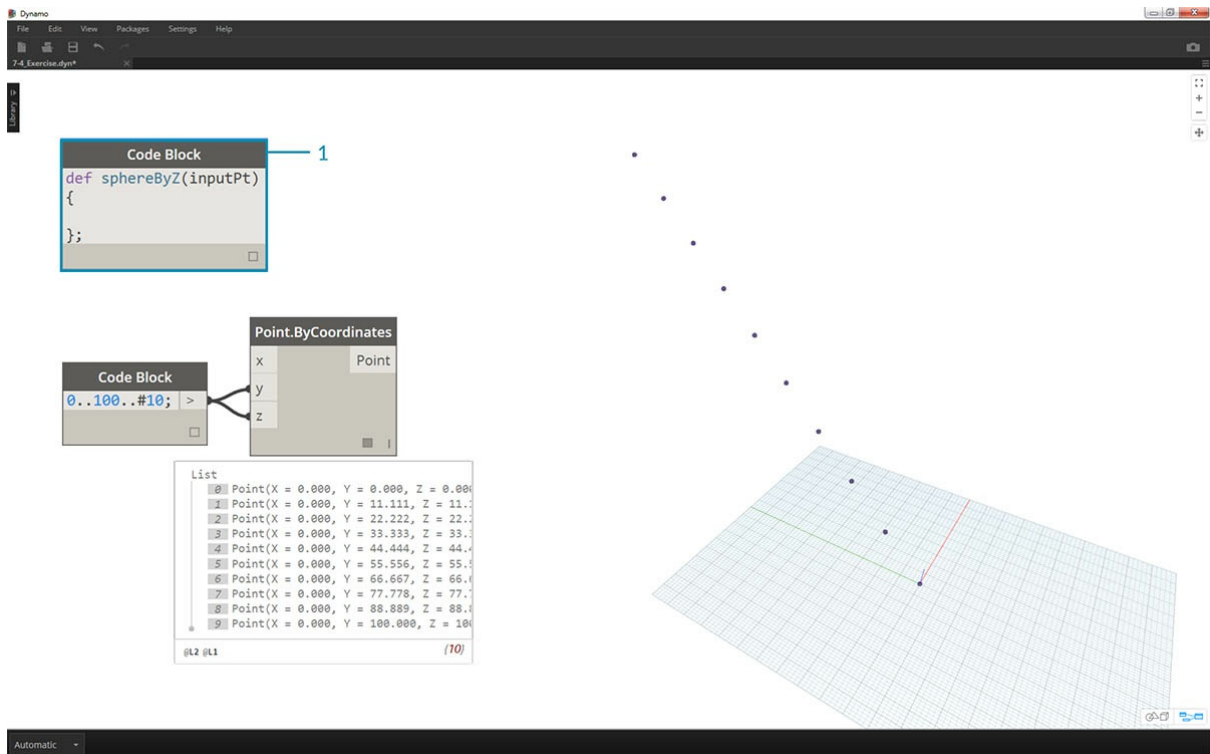 Dynamo
File Edit View Packages Settings Help
7-4_Exercise.dyn*
Library
Code Block
1
def sphereByZ(inputPt)
{
};
Point.ByCoordinates
x Point
y
z
Code Block
0..100..#10; >
List
0 Point(X = 0.000, Y = 0.000, Z = 0.000
1 Point(X = 0.000, Y = 11.111, Z = 11.
2 Point(X = 0.000, Y = 22.222, Z = 22.
3 Point(X = 0.000, Y = 33.333, Z = 33.
4 Point(X = 0.000, Y = 44.444, Z = 44.
5 Point(X = 0.000, Y = 55.556, Z = 55.
6 Point(X = 0.000, Y = 66.667, Z = 66.
7 Point(X = 0.000, Y = 77.778, Z = 77.
8 Point(X = 0.000, Y = 88.889, Z = 88.
9 Point(X = 0.000, Y = 100.000, Z = 10
@L2 @L1 {10}
Automatic